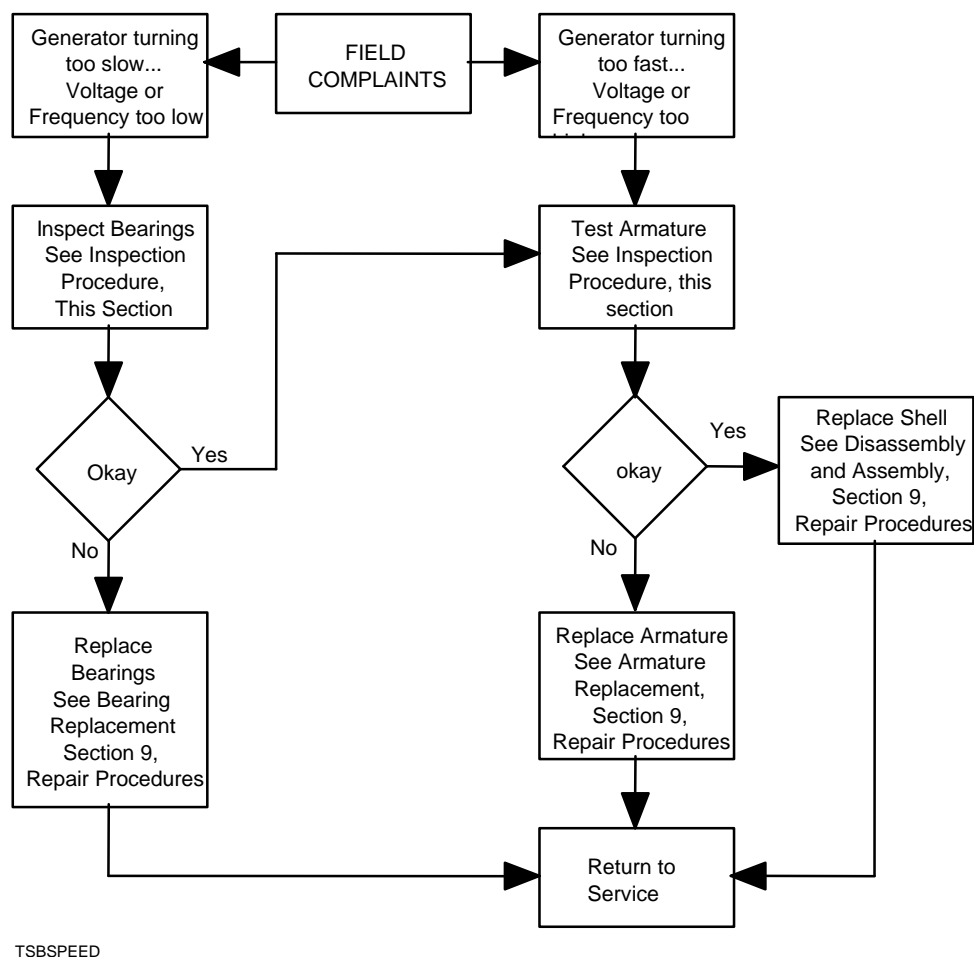 FIELD
COMPLAINTS
Generator turning
too slow...
Voltage or
Frequency too low
Generator turning
too fast...
Voltage or
Frequency too
Inspect Bearings
See Inspection
Procedure,
This Section
Test Armature
See Inspection
Procedure, this
section
Okay
Yes
No
okay
Yes
No
Replace Shell
See Disassembly
and Assembly,
Section 9,
Repair Procedures
Replace
Bearings
See Bearing
Replacement
Section 9,
Repair Procedures
Replace Armature
See Armature
Replacement,
Section 9,
Repair Procedures
Return to
Service
TSBSPEED